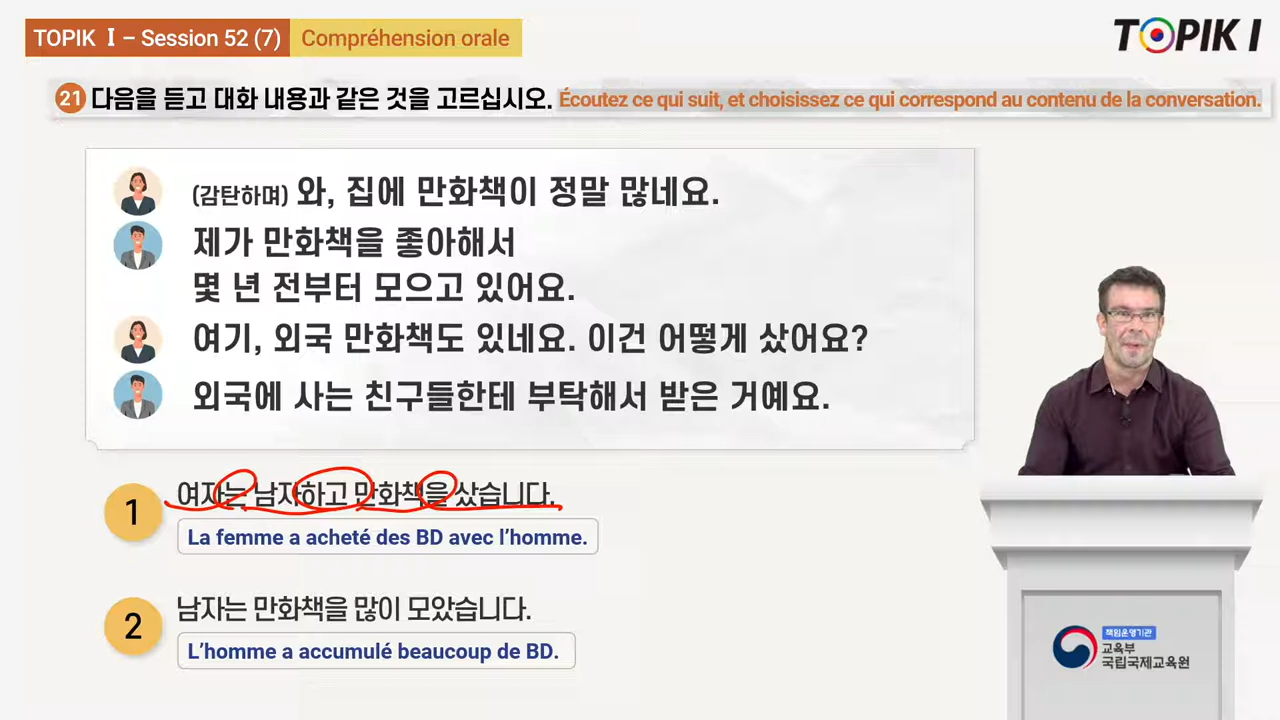 TOPIK I – Session 52 (7) Compréhension orale
TOPIK I
21 다음을 듣고 대화 내용과 같은 것을 고르십시오. Écoutez ce qui suit, et choisissez ce qui correspond au contenu de la conversation.
(감탄하며) 와, 집에 만화책이 정말 많네요.
제가 만화책을 좋아해서
몇 년 전부터 모으고 있어요.
여기, 외국 만화책도 있네요. 이건 어떻게 샀어요?
외국에 사는 친구들한테 부탁해서 받은 거예요.
1 여자는 남자하고 만화책을 샀습니다.
La femme a acheté des BD avec l’homme.
2 남자는 만화책을 많이 모았습니다.
L’homme a accumulé beaucoup de BD.
책임운영기관
교육부
국립국제교육원